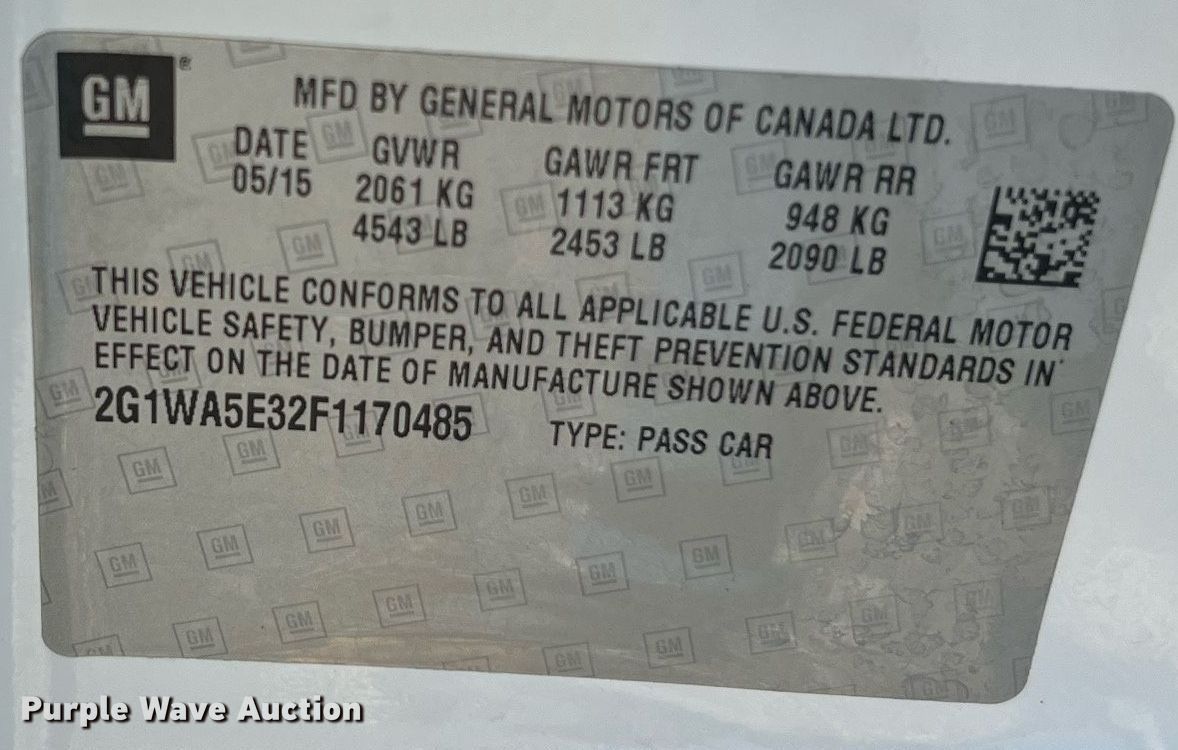 GM
MFD BY GENERAL MOTORS OF CANADA LTD.
DATE GVWR GAWR FRT GAWR RR
05/15 2061 KG 1113 KG 948 KG
4543 LB 2453 LB 2090 LB
THIS VEHICLE CONFORMS TO ALL APPLICABLE U.S. FEDERAL MOTOR
VEHICLE SAFETY, BUMPER, AND THEFT PREVENTION STANDARDS IN
EFFECT ON THE DATE OF MANUFACTURE SHOWN ABOVE.
2G1WA5E32F1170485 TYPE: PASS CAR
Purple Wave Auction